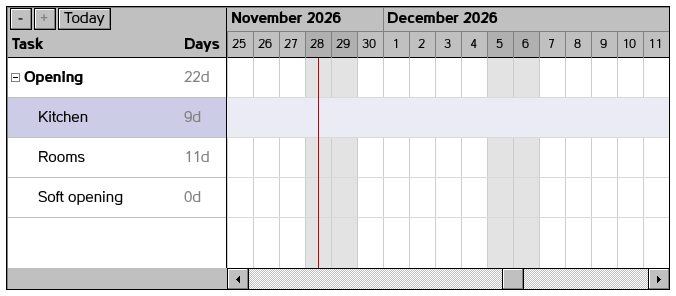 - + Today November 2026 December 2026
Task Days 25 26 27 28 29 30 1 2 3 4 5 6 7 8 9 10 11
Opening 22d
Kitchen 9d
Rooms 11d
Soft opening 0d